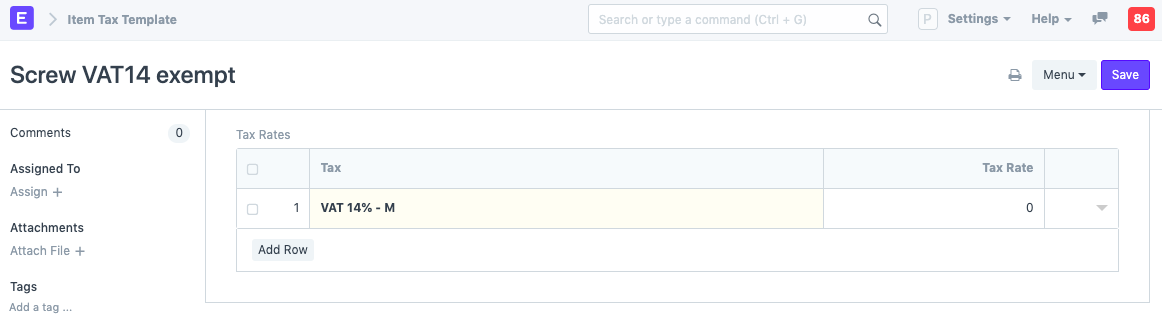 E Item Tax Template Search or type a command (Ctrl + G) P Settings Help 86
Screw VAT14 exempt Menu Save
Comments 0
Assigned To
Assign +
Attachments
Attach File +
Tags
Add a tag ...
Tax Rates
Tax Tax Rate
1 VAT 14% - M 0
Add Row